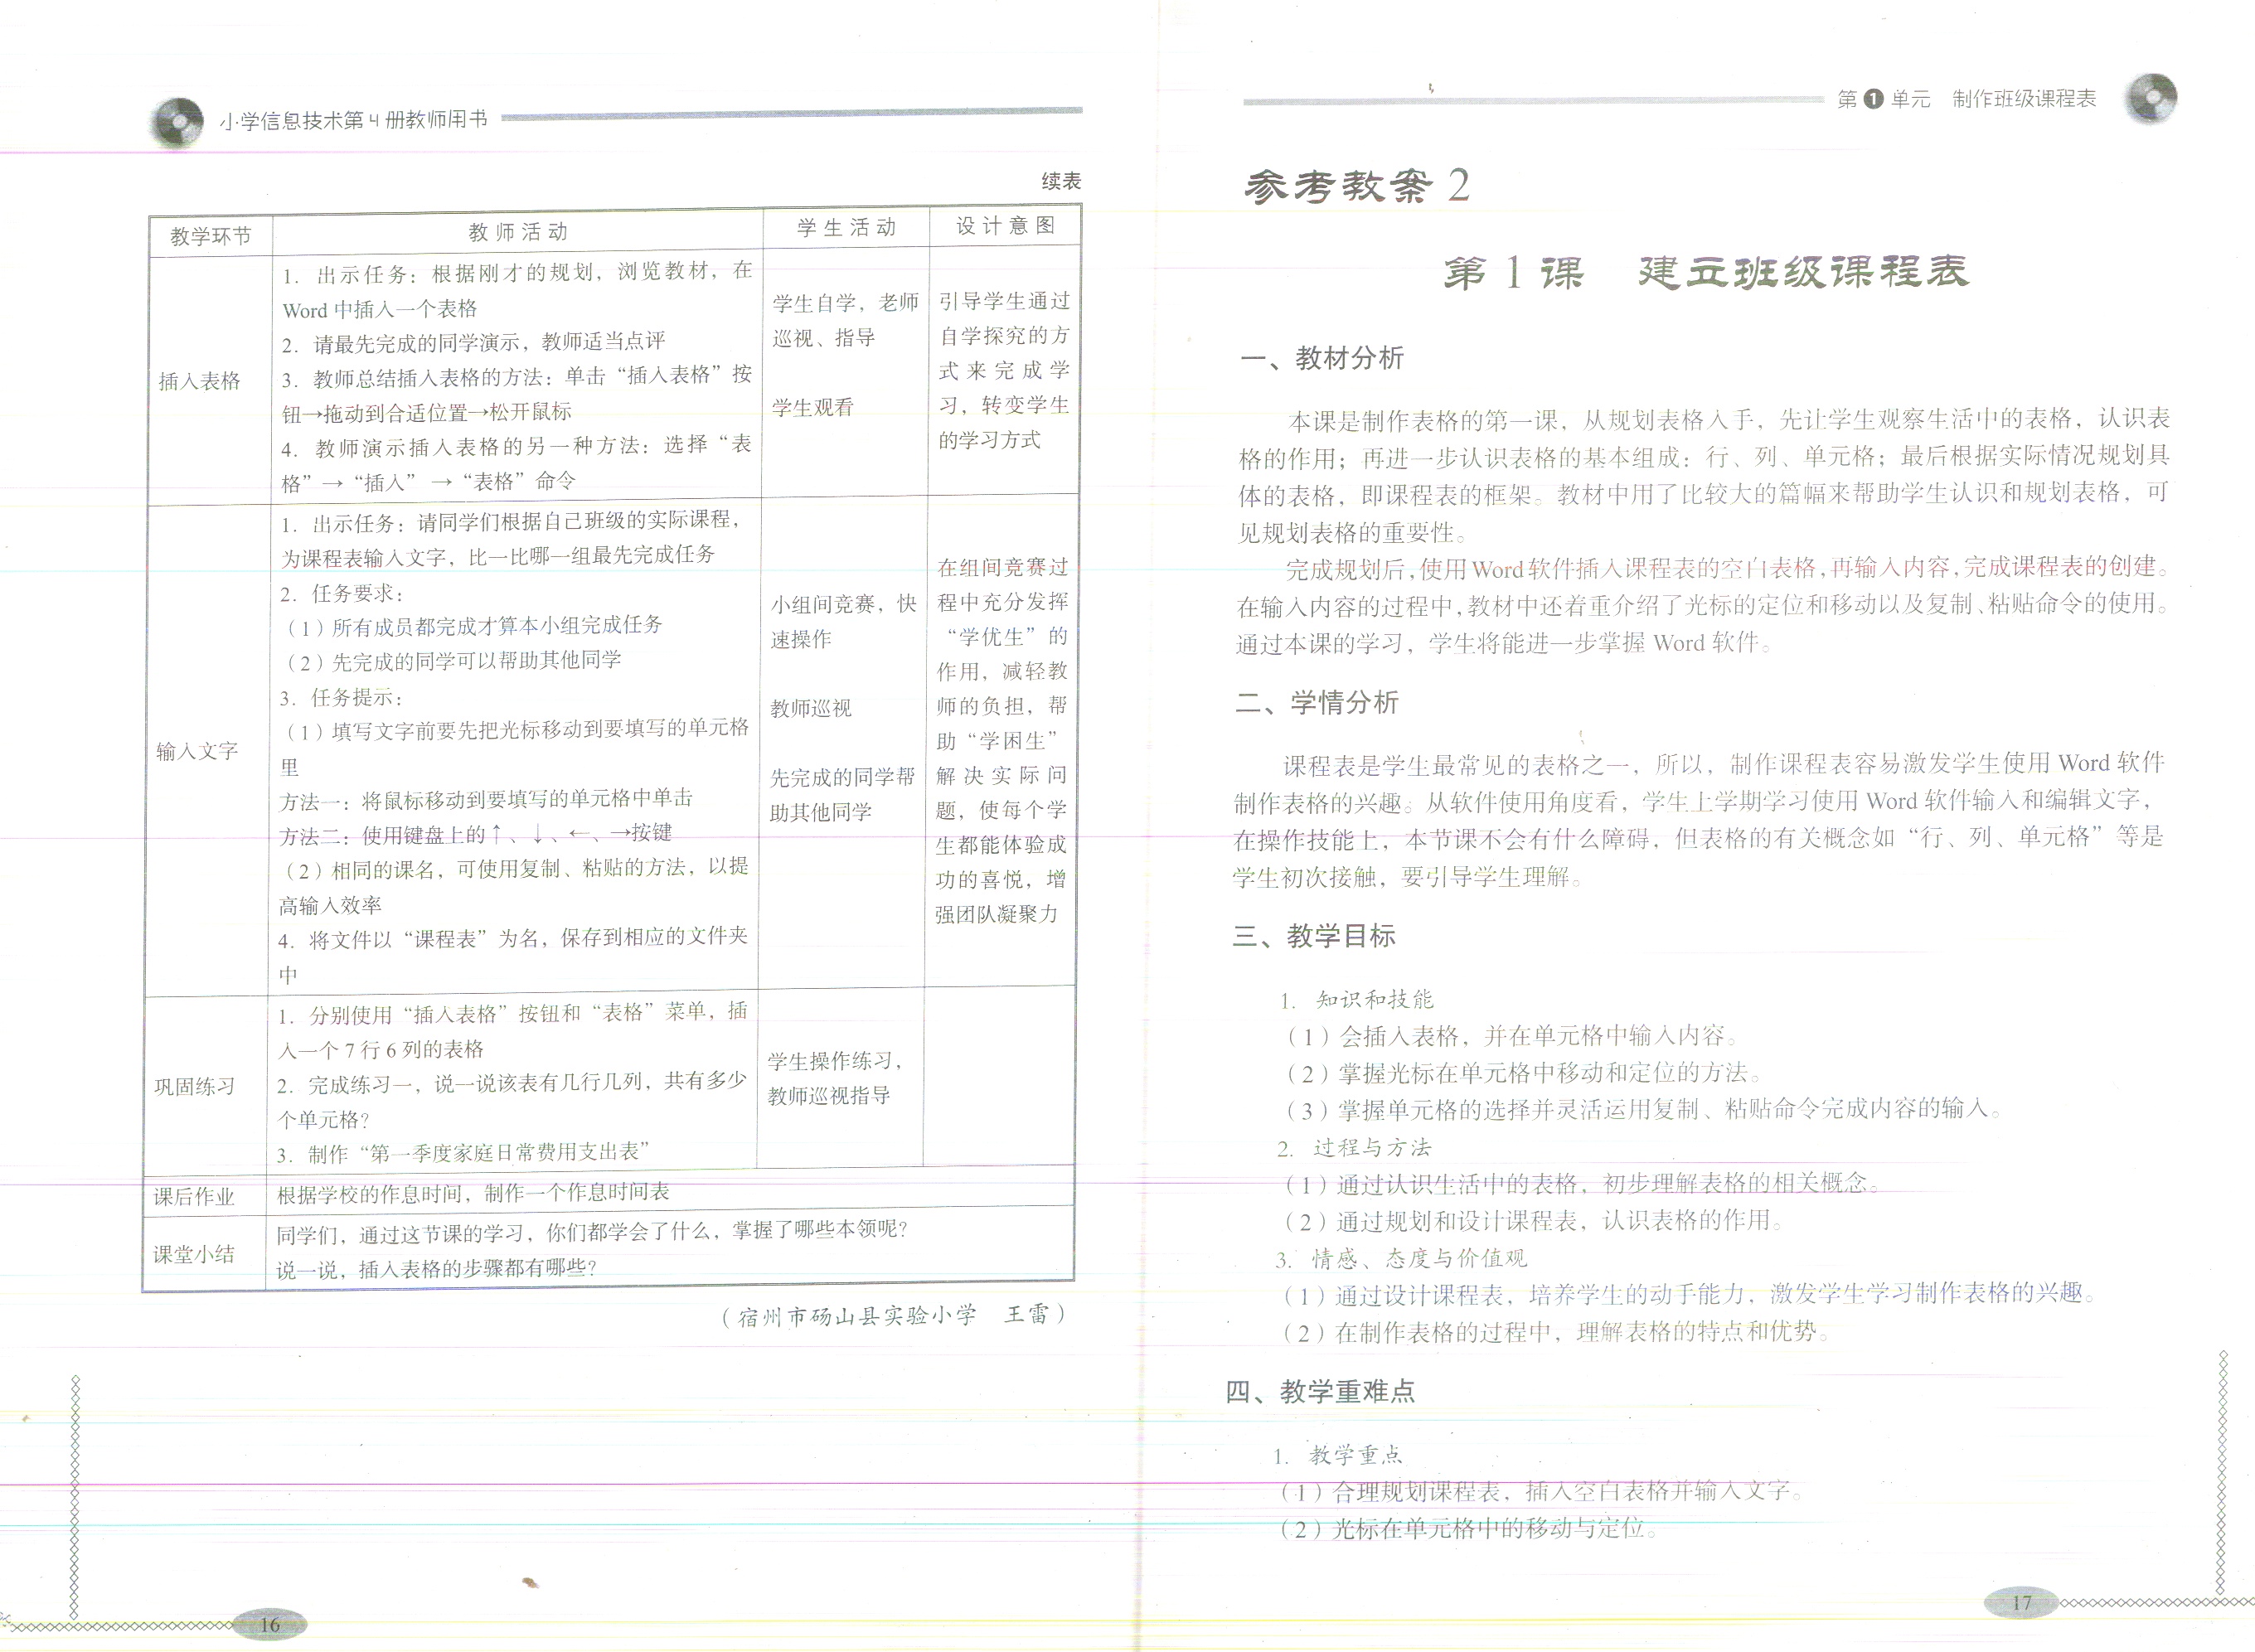 小学信息技术第4册教师用书
续表
教学环节 教师活动 学生活动 设计意图
插入表格
1. 出示任务：根据刚才的规划，浏览教材，在
Word 中插入一个表格
2. 请最先完成的同学演示，教师适当点评
3. 教师总结插入表格的方法：单击“插入表格”按
钮→拖动到合适位置→松开鼠标
4. 教师演示插入表格的另一种方法：选择“表
格”→“插入”→“表格”命令
学生自学，老师
巡视、指导
学生观看
引导学生通过
自学探究的方
式来完成学
习，转变学生
的学习方式
输入文字
1. 出示任务：请同学们根据自己班级的实际课程，
为课程表输入文字，比一比哪一组最先完成任务
2. 任务要求：
（1）所有成员都完成才算本小组完成任务
（2）先完成的同学可以帮助其他同学
3. 任务提示：
（1）填写文字前要先把光标移动到要填写的单元格
里
方法一：将鼠标移动到要填写的单元格中单击
方法二：使用键盘上的↑、↓、←、→按键
（2）相同的课名，可使用复制、粘贴的方法，以提
高输入效率
4. 将文件以“课程表”为名，保存到相应的文件夹
中
小组间竞赛，快
速操作
教师巡视
先完成的同学帮
助其他同学
在组间竞赛过
程中充分发挥
“学优生”的
作用，减轻教
师的负担，帮
助“学困生”
解决实际问
题，使每个学
生都能体验成
功的喜悦，增
强团队凝聚力
巩固练习
1. 分别使用“插入表格”按钮和“表格”菜单，插
入一个7行6列的表格
2. 完成练习一，说一说该表有几行几列，共有多少
个单元格？
3. 制作“第一季度家庭日常费用支出表”
学生操作练习，
教师巡视指导
课后作业 根据学校的作息时间，制作一个作息时间表
课堂小结
同学们，通过这节课的学习，你们都学会了什么，掌握了哪些本领呢？
说一说，插入表格的步骤都有哪些？
（宿州市砀山县实验小学 王雷）
16
第1单元 制作班级课程表
参考教案2
第1课 建立班级课程表
一、教材分析
本课是制作表格的第一课，从规划表格入手，先让学生观察生活中的表格，认识表
格的作用；再进一步认识表格的基本组成：行、列、单元格；最后根据实际情况规划具
体的表格，即课程表的框架。教材中用了比较大的篇幅来帮助学生认识和规划表格，可
见规划表格的重要性。
完成规划后，使用Word软件插入课程表的空白表格，再输入内容，完成课程表的创建。
在输入内容的过程中，教材中还着重介绍了光标的定位和移动以及复制、粘贴命令的使用。
通过本课的学习，学生将能进一步掌握 Word 软件。
二、学情分析
课程表是学生最常见的表格之一，所以，制作课程表容易激发学生使用 Word 软件
制作表格的兴趣。从软件使用角度看，学生上学期学习使用 Word 软件输入和编辑文字，
在操作技能上，本节课不会有什么障碍，但表格的有关概念如“行、列、单元格”等是
学生初次接触，要引导学生理解。
三、教学目标
1. 知识和技能
（1）会插入表格，并在单元格中输入内容。
（2）掌握光标在单元格中移动和定位的方法。
（3）掌握单元格的选择并灵活运用复制、粘贴命令完成内容的输入。
2. 过程与方法
（1）通过认识生活中的表格，初步理解表格的相关概念。
（2）通过规划和设计课程表，认识表格的作用。
3. 情感、态度与价值观
（1）通过设计课程表，培养学生的动手能力，激发学生学习制作表格的兴趣。
（2）在制作表格的过程中，理解表格的特点和优势。
四、教学重难点
1. 教学重点
（1）合理规划课程表，插入空白表格并输入文字。
（2）光标在单元格中的移动与定位。
17